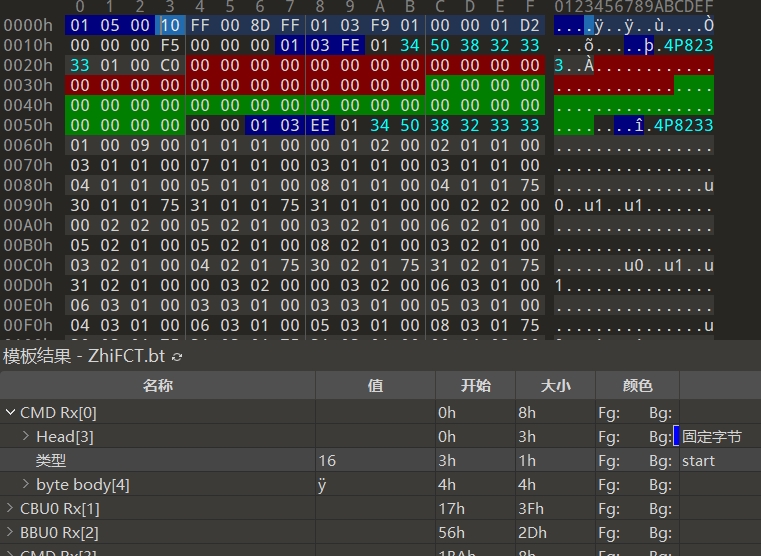 0 1 2 3 4 5 6 7 8 9 A B C D E F 0123456789ABCDEF
0000h 01 05 00 10 FF 00 8D FF 01 03 F9 01 00 00 01 D2 ....ÿ..ÿ..ù....Ò
0010h 00 00 00 F5 00 00 00 01 03 FE 01 34 50 38 32 33 ...õ.....þ.4P823
0020h 33 01 00 C0 00 00 00 00 00 00 00 00 00 00 00 00 3..À............
0030h 00 00 00 00 00 00 00 00 00 00 00 00 00 00 00 00 ................
0040h 00 00 00 00 00 00 00 00 00 00 00 00 00 00 00 00 ................
0050h 00 00 00 00 00 00 01 03 EE 01 34 50 38 32 33 33 ........î.4P8233
0060h 01 00 09 00 01 01 01 00 00 01 02 00 02 01 01 00 ................
0070h 03 01 01 00 07 01 01 00 03 01 01 00 06 01 01 00 ................
0080h 04 01 01 00 05 01 01 00 08 01 01 00 04 01 01 75 ...............u
0090h 30 01 01 75 31 01 01 75 31 01 01 00 00 02 02 00 0..u1..u1.......
00A0h 00 02 02 00 05 02 01 00 03 02 01 00 06 02 01 00 ................
00B0h 05 02 01 00 05 02 01 00 08 02 01 00 03 02 01 00 ................
00C0h 03 02 01 00 04 02 01 75 30 02 01 75 31 02 01 75 .......u0..u1..u
00D0h 31 02 01 00 00 03 02 00 00 03 02 00 06 03 01 00 1...............
00E0h 06 03 01 00 03 03 01 00 03 03 01 00 05 03 01 00 ................
00F0h 04 03 01 00 06 03 01 00 05 03 01 00 08 03 01 75 ...............u
模板结果 - ZhiFCT.bt
名称 值 开始 大小 颜色
CMD Rx[0] 0h 8h Fg: Bg:
Head[3] 0h 3h Fg: Bg: 固定字节
类型 16 3h 1h Fg: Bg: start
byte body[4] ÿ 4h 4h Fg: Bg:
CBU0 Rx[1] 17h 3Fh Fg: Bg:
BBU0 Rx[2] 56h 2Dh Fg: Bg: